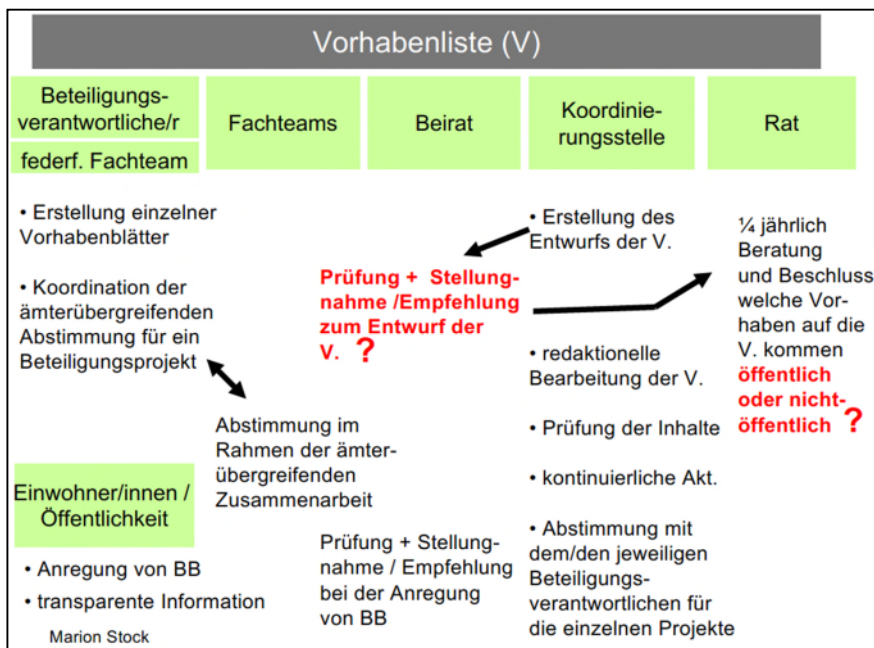 Vorhabenliste (V)
Beteiligungs-
verantwortliche/r
federf. Fachteam
Fachteams
Beirat
Koordinie-
rungsstelle
Rat
• Erstellung einzelner
Vorhabenblätter
• Koordination der
ämterübergreifenden
Abstimmung für ein
Beteiligungsprojekt
Einwohner/innen /
Öffentlichkeit
• Anregung von BB
• transparente Information
Marion Stock
Abstimmung im
Rahmen der ämter-
übergreifenden
Zusammenarbeit
Prüfung + Stellung-
nahme /Empfehlung
zum Entwurf der
V. ?
Prüfung + Stellung-
nahme / Empfehlung
bei der Anregung
von BB
• Erstellung des
Entwurfs der V.
• redaktionelle
Bearbeitung der V.
• Prüfung der Inhalte
• kontinuierliche Akt.
• Abstimmung mit
dem/den jeweiligen
Beteiligungs-
verantwortlichen für
die einzelnen Projekte
¼ jährlich
Beratung
und Beschluss
welche Vor-
haben auf die
V. kommen
öffentlich
oder nicht-
öffentlich ?